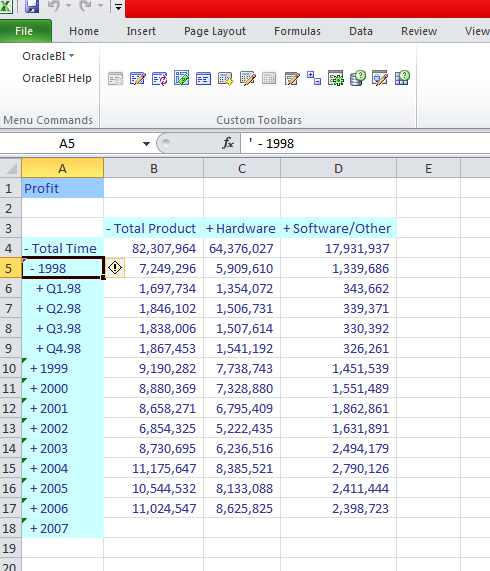 File Home Insert Page Layout Formulas Data Review View
OracleBI
OracleBI Help
Menu Commands Custom Toolbars
A5 fx ' - 1998
A B C D E
1 Profit
2
3 - Total Product + Hardware + Software/Other
4 - Total Time 82,307,964 64,376,027 17,931,937
5 - 1998 7,249,296 5,909,610 1,339,686
6 + Q1.98 1,697,734 1,354,072 343,662
7 + Q2.98 1,846,102 1,506,731 339,371
8 + Q3.98 1,838,006 1,507,614 330,392
9 + Q4.98 1,867,453 1,541,192 326,261
10 + 1999 9,190,282 7,738,743 1,451,539
11 + 2000 8,880,369 7,328,880 1,551,489
12 + 2001 8,658,271 6,795,409 1,862,861
13 + 2002 6,854,325 5,222,435 1,631,891
14 + 2003 8,730,695 6,236,516 2,494,179
15 + 2004 11,175,647 8,385,521 2,790,126
16 + 2005 10,544,532 8,133,088 2,411,444
17 + 2006 11,024,547 8,625,825 2,398,723
18 + 2007
19
20